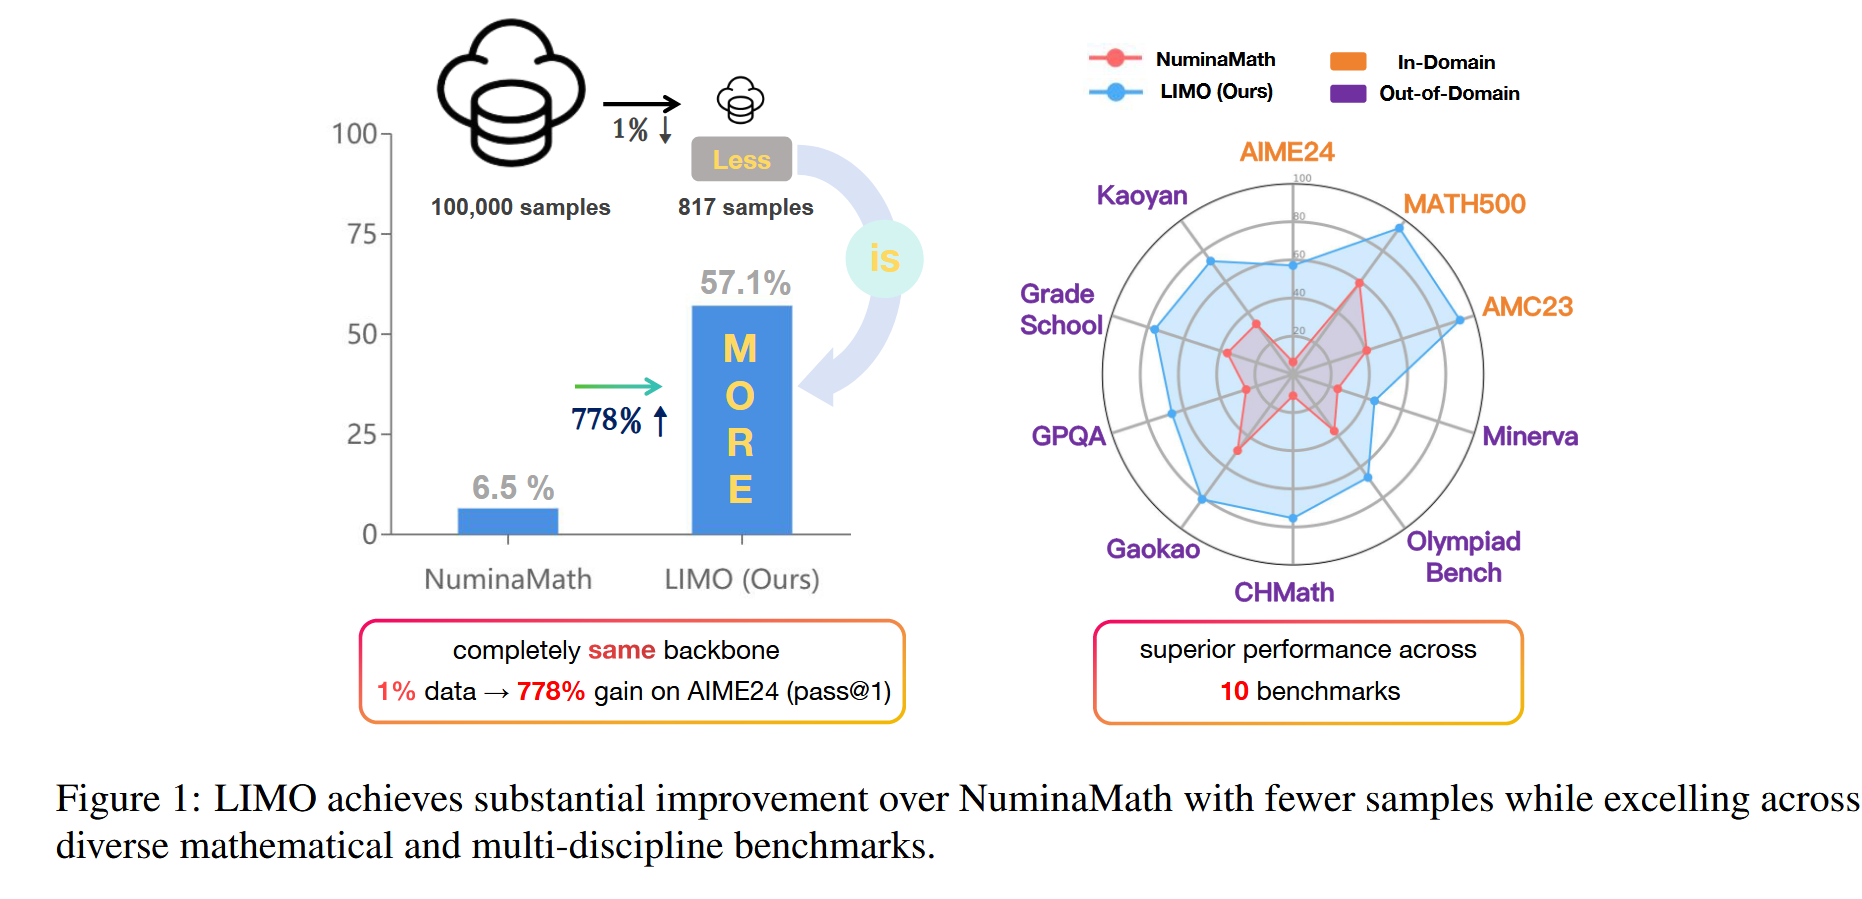 100
75
50
25
0
1% ↓
Less
100,000 samples
817 samples
is
57.1%
6.5 %
778% ↑
M
O
R
E
NuminaMath
LIMO (Ours)
completely same backbone
1% data → 778% gain on AIME24 (pass@1)
NuminaMath
LIMO (Ours)
In-Domain
Out-of-Domain
AIME24
MATH500
AMC23
Minerva
Olympiad
Bench
CHMath
Gaokao
GPQA
Grade
School
Kaoyan
100
80
60
40
20
superior performance across
10 benchmarks
Figure 1: LIMO achieves substantial improvement over NuminaMath with fewer samples while excelling across
diverse mathematical and multi-discipline benchmarks.